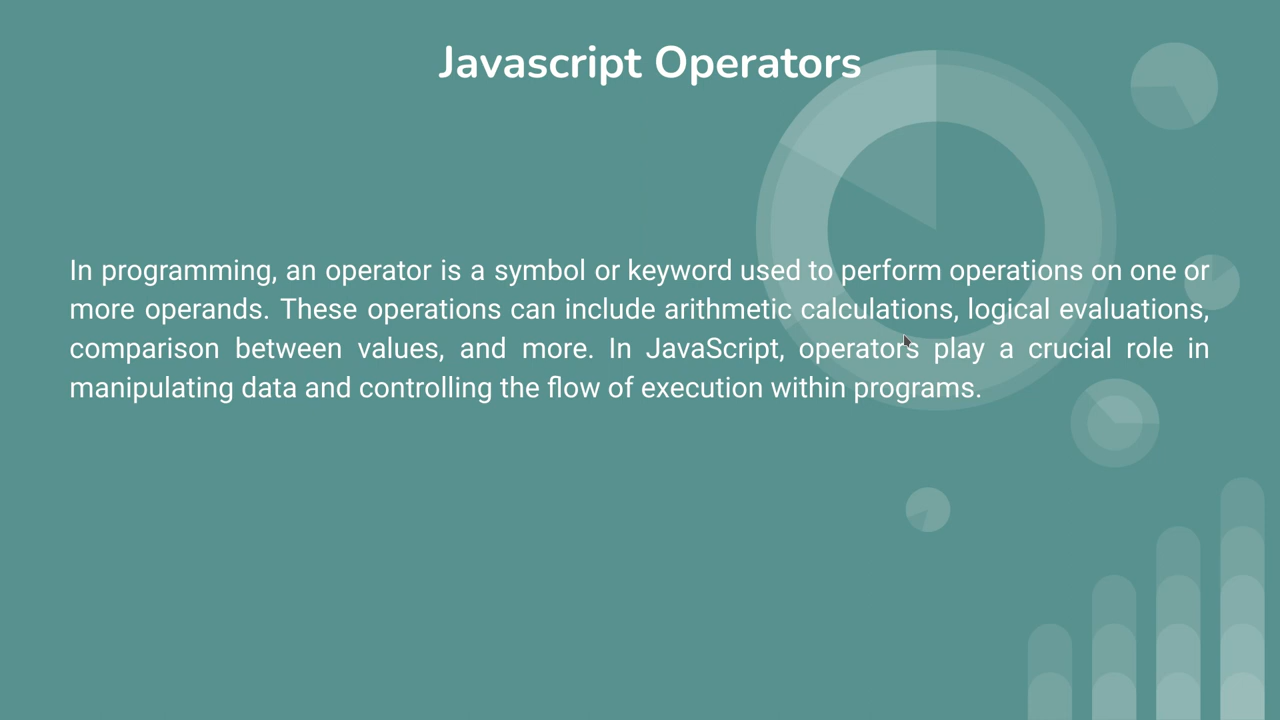 Javascript Operators
In programming, an operator is a symbol or keyword used to perform operations on one or
more operands. These operations can include arithmetic calculations, logical evaluations,
comparison between values, and more. In JavaScript, operators play a crucial role in
manipulating data and controlling the flow of execution within programs.